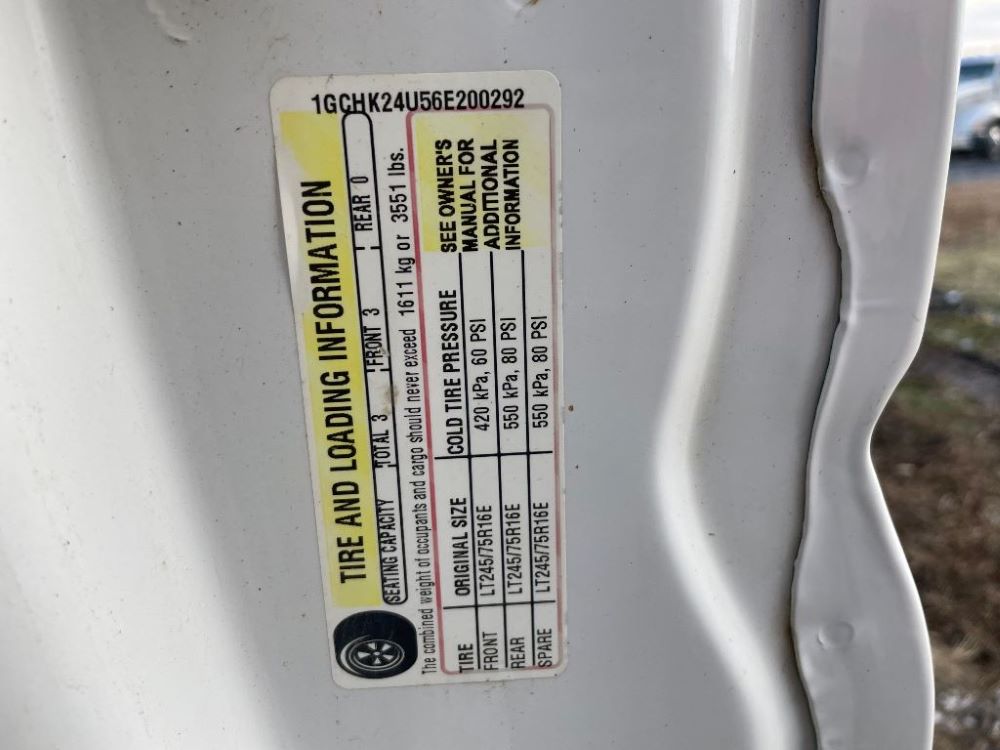 1GCHK24U56E200292
TIRE AND LOADING INFORMATION
SEATING CAPACITY TOTAL 3 FRONT 3 REAR 0
The combined weight of occupants and cargo should never exceed 1611 kg or 3551 lbs.
TIRE ORIGINAL SIZE COLD TIRE PRESSURE
FRONT LT245/75R16E 420 kPa, 60 PSI
REAR LT245/75R16E 550 kPa, 80 PSI
SPARE LT245/75R16E 550 kPa, 80 PSI
SEE OWNER'S
MANUAL FOR
ADDITIONAL
INFORMATION